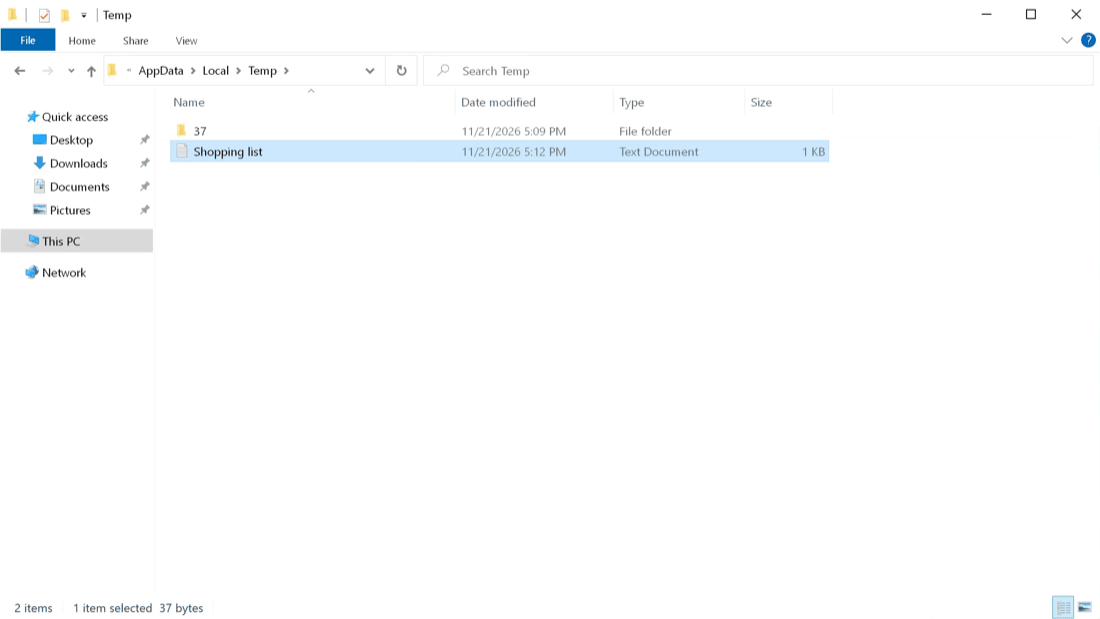 Temp
File Home Share View
?
« AppData > Local > Temp >
Search Temp
Name Date modified Type Size
Quick access
Desktop
Downloads
Documents
Pictures
This PC
Network
37 11/21/2026 5:09 PM File folder
Shopping list 11/21/2026 5:12 PM Text Document 1 KB
2 items 1 item selected 37 bytes